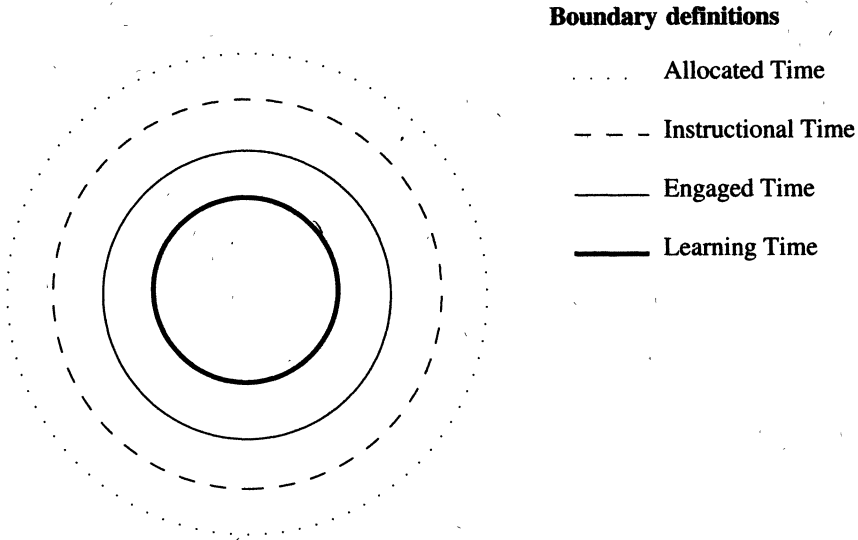 Boundary definitions
Allocated Time
Instructional Time
Engaged Time
Learning Time